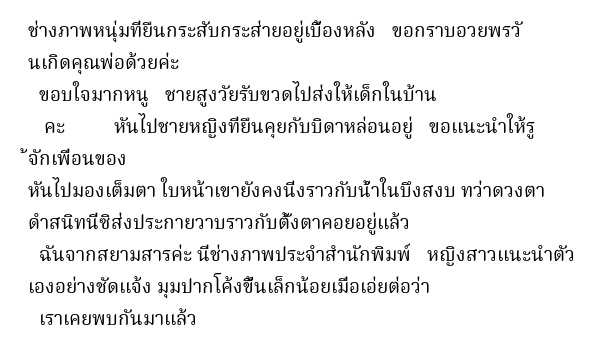 ช่างภาพหนุ่มที่ยืนกระสับกระส่ายอยู่เบื้องหลัง ขอกราบอวยพรวั
นเกิดคุณพ่อด้วยค่ะ
ขอบใจมากหนู ชายสูงวัยรับขวดไปส่งให้เด็กในบ้าน
คะ หันไปชายหญิงที่ยืนคุยกับบิดาหล่อนอยู่ ขอแนะนำให้รู
้จักเพื่อนของ
หันไปมองเต็มตา ใบหน้าเขายังคงนิ่งราวกับน้ำในบึงสงบ ทว่าดวงตา
ดำสนิทนี่ซิส่งประกายวาบราวกับตั้งตาคอยอยู่แล้ว
ฉันจากสยามสารค่ะ นี่ช่างภาพประจำสำนักพิมพ์ หญิงสาวแนะนำตัว
เองอย่างชัดแจ้ง มุมปากโค้งขึ้นเล็กน้อยเมื่อเอ่ยต่อว่า
เราเคยพบกันมาแล้ว